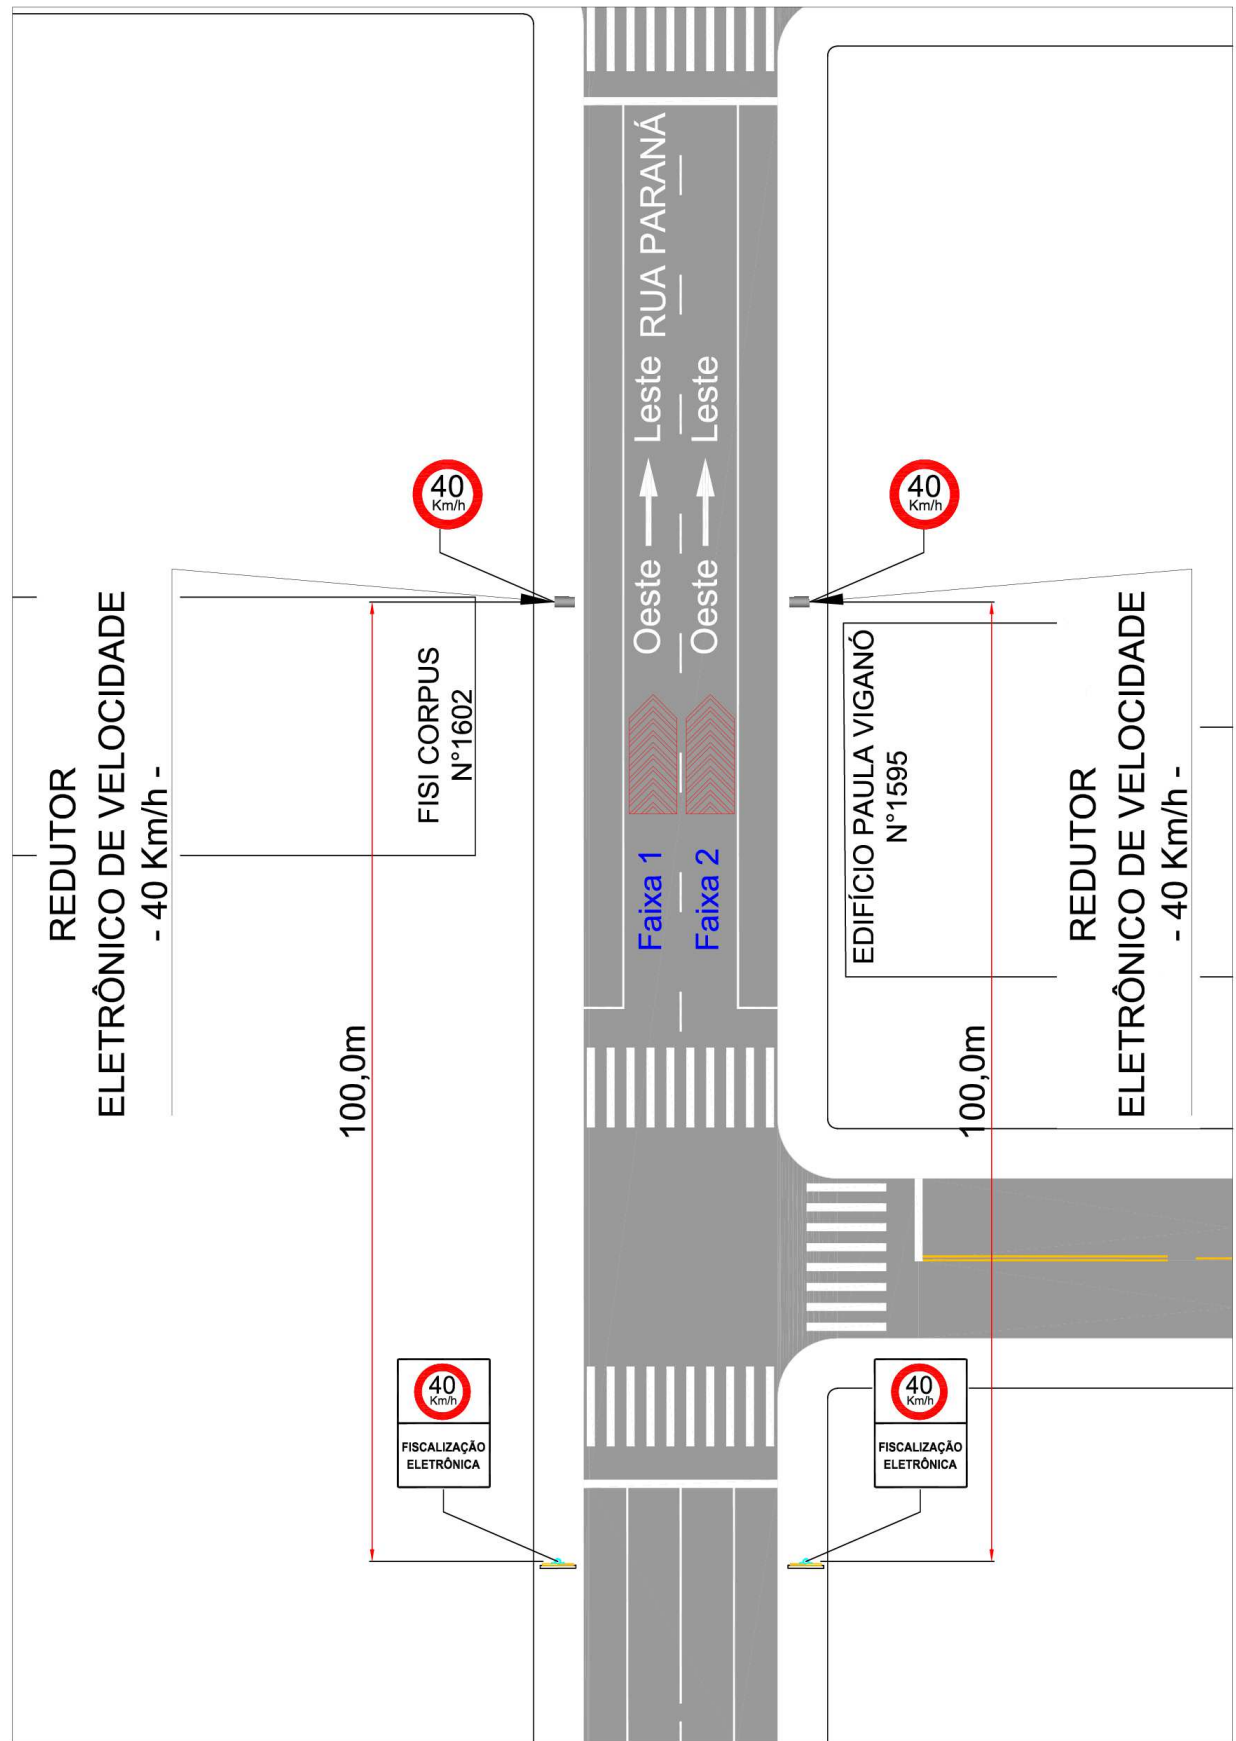 RUA PARANÁ
Oeste
Leste
Oeste
Leste
40
Km/h
40
Km/h
REDUTOR
ELETRÔNICO DE VELOCIDADE
- 40 Km/h -
FISI CORPUS
N°1602
EDIFÍCIO PAULA VIGANÓ
N°1595
REDUTOR
ELETRÔNICO DE VELOCIDADE
- 40 Km/h -
Faixa 1
Faixa 2
100,0m
100,0m
40
Km/h
FISCALIZAÇÃO
ELETRÔNICA
40
Km/h
FISCALIZAÇÃO
ELETRÔNICA